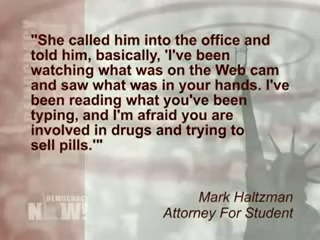 "She called him into the office and
told him, basically, 'I've been
watching what was on the Web cam
and saw what was in your hands. I've
been reading what you've been
typing, and I'm afraid you are
involved in drugs and trying to
sell pills.'"
Mark Haltzman
Attorney For Student
DEMOCRACY
NOW!